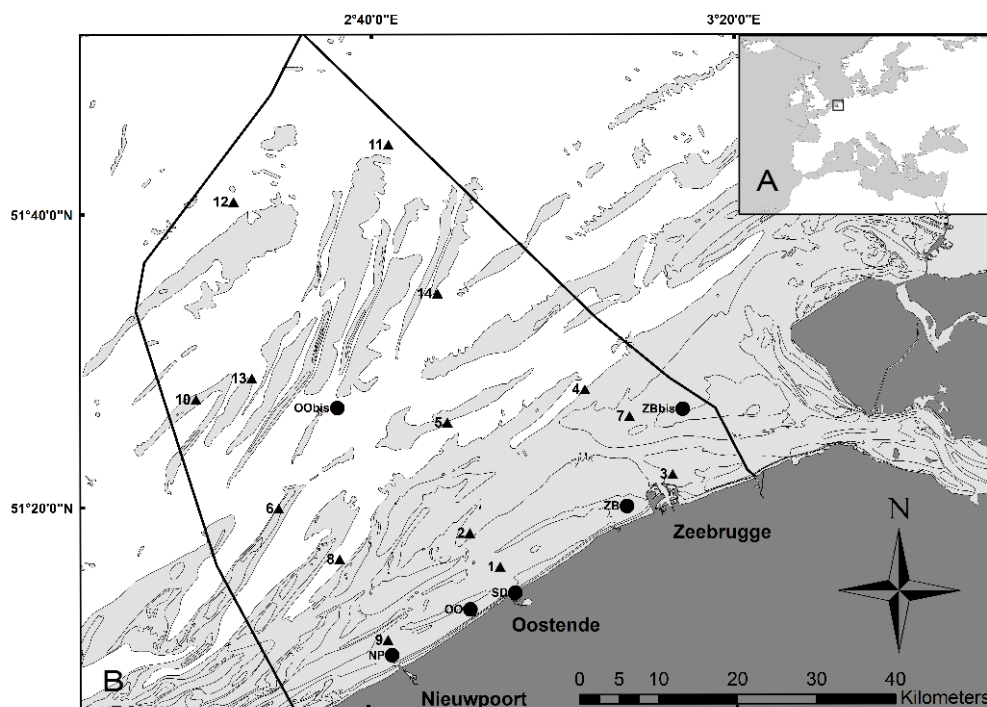 2°40'0"E
3°20'0"E
A
11
12
51°40'0"N
14
13
10
OObis
4
5
7
ZBbis
3
51°20'0"N
6
ZB
Zeebrugge
N
2
8
1
SD
OO
Oostende
9
NP
B
Nieuwpoort
0 5 10 20 30 40
Kilometers